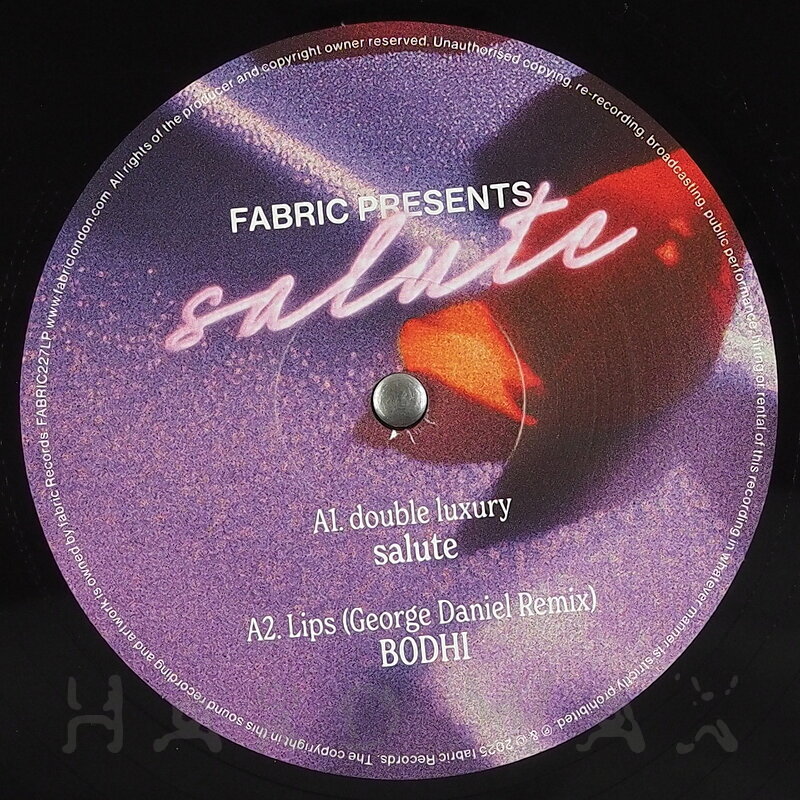 FABRIC PRESENTS
salute
A1. double luxury
salute
A2. Lips (George Daniel Remix)
BODHI
www.fabriclondon.com All rights of the producer and copyright owner reserved. Unauthorised copying, re-recording, broadcasting, public performance, hiring or rental of this recording in whatever manner is strictly prohibited. ℗ & © 2025 fabric Records. The copyright in this sound recording and artwork is owned by fabric Records. FABRIC227LP